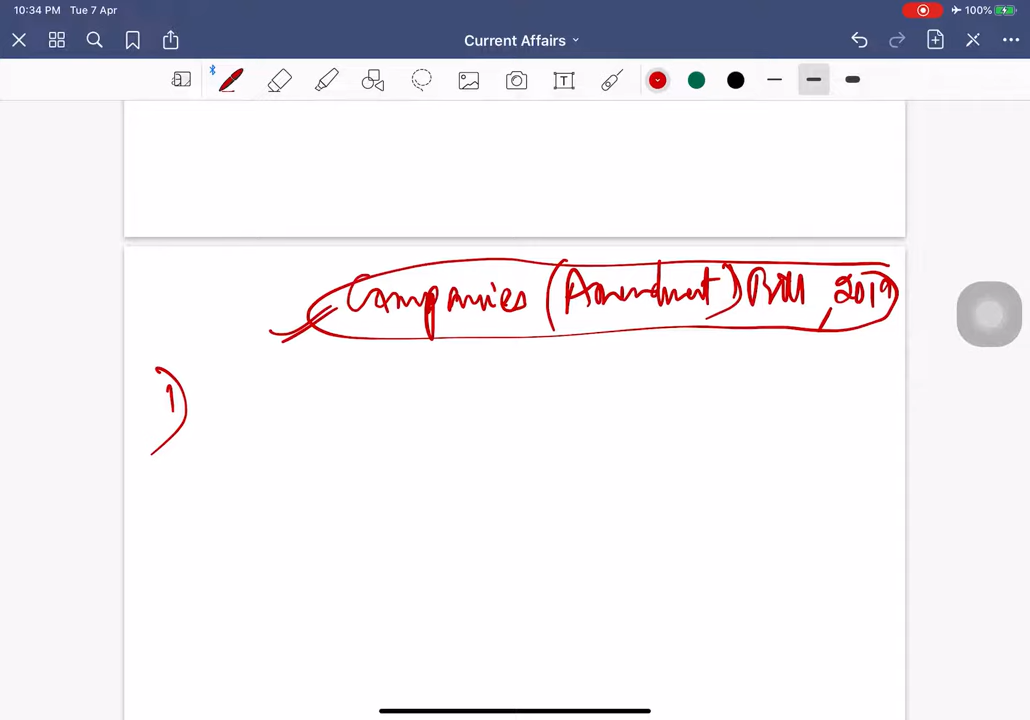 10:34 PM Tue 7 Apr
100%
Current Affairs
Companies (Amendment) Bill, 2019
1)